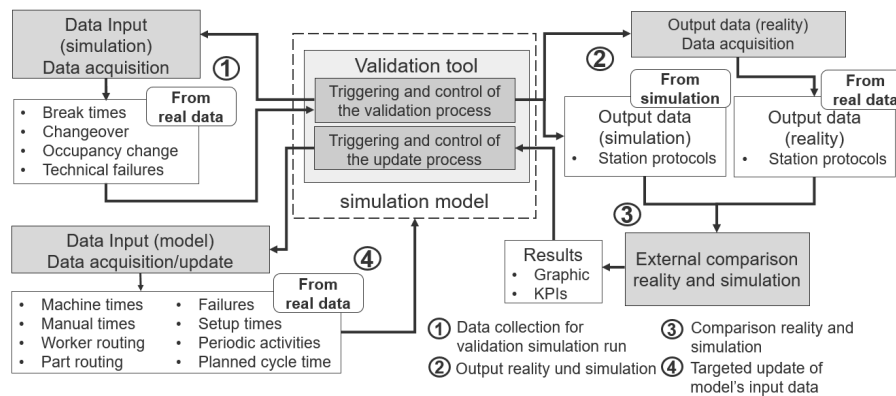 Data Input
(simulation)
Data acquisition
1
From
real data
• Break times
• Changeover
• Occupancy change
• Technical failures
Validation tool
Triggering and control of
the validation process
Triggering and control of
the update process
simulation model
2
Output data (reality)
Data acquisition
From
simulation
Output data
(simulation)
• Station protocols
From
real data
Output data
(reality)
• Station protocols
3
External comparison
reality and simulation
Results
• Graphic
• KPIs
Data Input (model)
Data acquisition/update
4
From
real data
• Machine times
• Manual times
• Worker routing
• Part routing
• Failures
• Setup times
• Periodic activities
• Planned cycle time
1 Data collection for
validation simulation run
2 Output reality und simulation
3 Comparison reality and
simulation
4 Targeted update of
model's input data